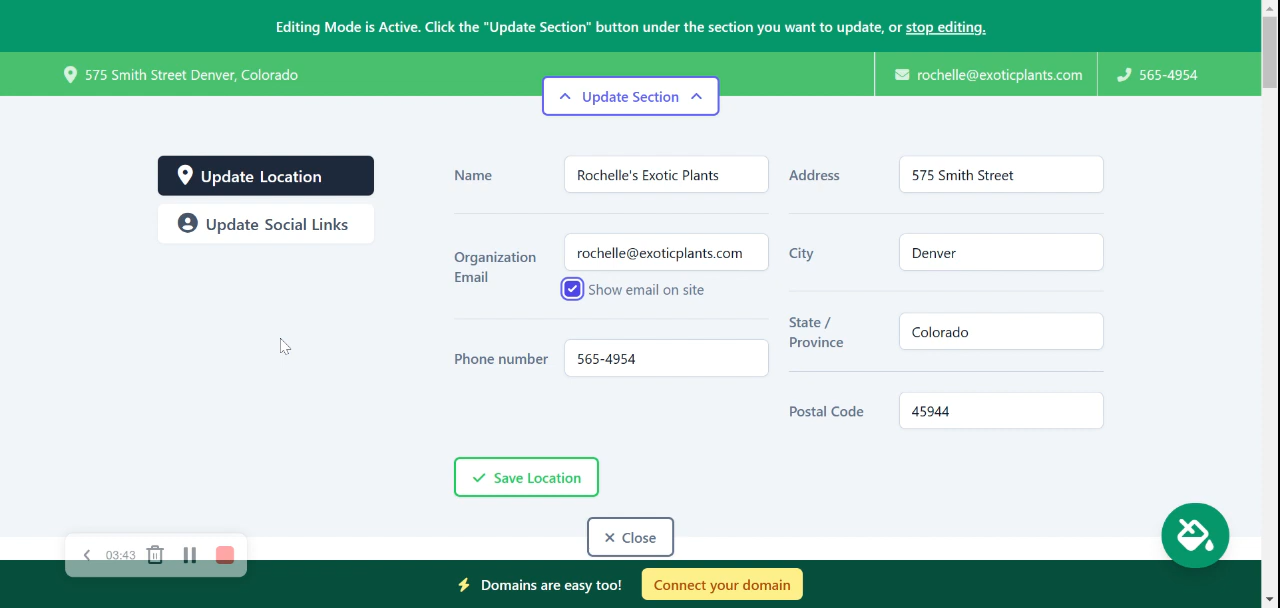 Editing Mode is Active. Click the "Update Section" button under the section you want to update, or stop editing.
575 Smith Street Denver, Colorado
rochelle@exoticplants.com
565-4954
Update Section
Update Location
Update Social Links
Name
Rochelle's Exotic Plants
Organization
Email
rochelle@exoticplants.com
Show email on site
Phone number
565-4954
Address
575 Smith Street
City
Denver
State /
Province
Colorado
Postal Code
45944
Save Location
Close
03:43
Domains are easy too!
Connect your domain